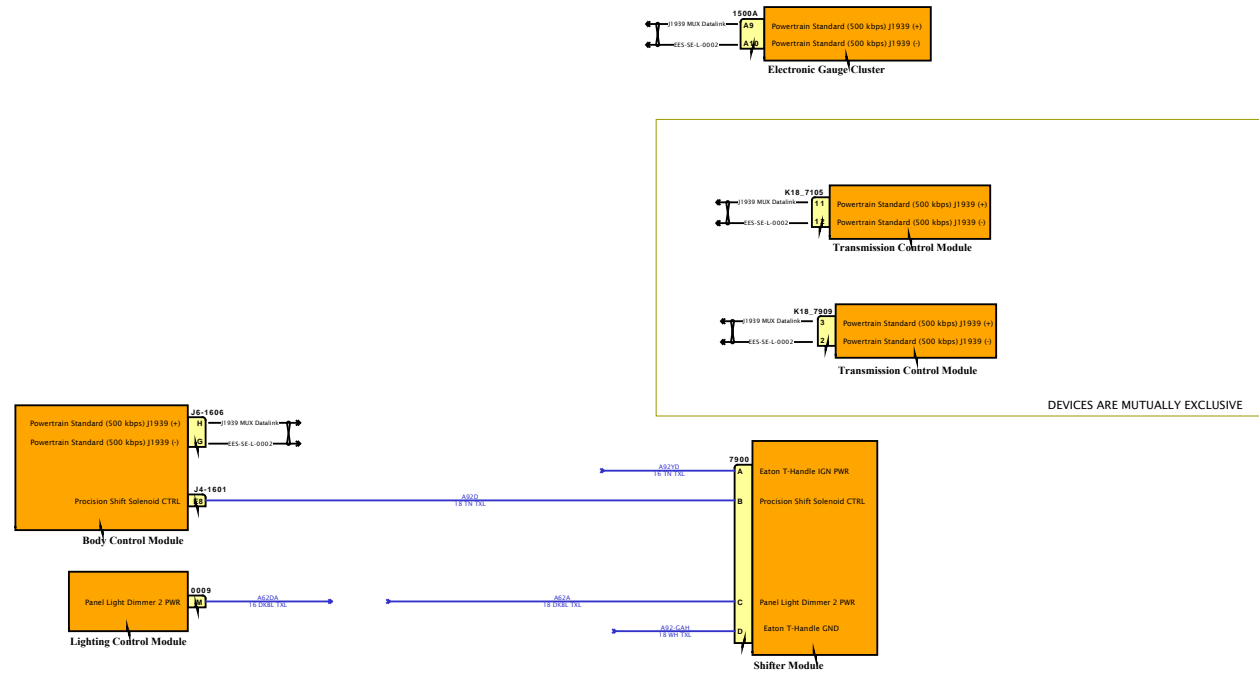 1500A
J1939 MUX Datalink
A9
Powertrain Standard (500 kbps) J1939 (+)
EES-SE-L-0002
A10
Powertrain Standard (500 kbps) J1939 (-)
Electronic Gauge Cluster
K18_7105
J1939 MUX Datalink
11
Powertrain Standard (500 kbps) J1939 (+)
EES-SE-L-0002
12
Powertrain Standard (500 kbps) J1939 (-)
Transmission Control Module
K18_7909
J1939 MUX Datalink
3
Powertrain Standard (500 kbps) J1939 (+)
EES-SE-L-0002
2
Powertrain Standard (500 kbps) J1939 (-)
Transmission Control Module
DEVICES ARE MUTUALLY EXCLUSIVE
J6-1606
Powertrain Standard (500 kbps) J1939 (+)
H
J1939 MUX Datalink
Powertrain Standard (500 kbps) J1939 (-)
G
EES-SE-L-0002
J4-1601
Precision Shift Solenoid CTRL
E8
A92D
18 TN TXL
Body Control Module
7900
A92YD
16 TN TXL
A
Eaton T-Handle IGN PWR
B
Precision Shift Solenoid CTRL
0009
Panel Light Dimmer 2 PWR
M
A62DA
16 DKBL TXL
A62A
18 DKBL TXL
C
Panel Light Dimmer 2 PWR
A92-GAH
18 WH TXL
D
Eaton T-Handle GND
Lighting Control Module
Shifter Module